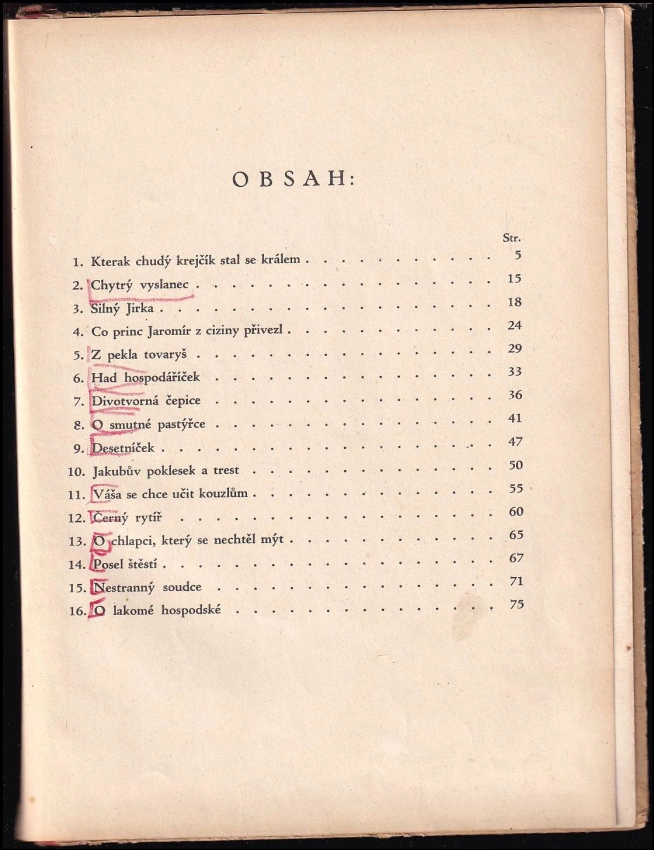 OBSAH:
Str.
1. Kterak chudý krejčík stal se králem . . . . . . . . . 5
2. Chytrý vyslanec . . . . . . . . . . . . . . 15
3. Silný Jirka . . . . . . . . . . . . . . . 18
4. Co princ Jaromír z ciziny přivezl . . . . . . . . . . 24
5. Z pekla tovaryš . . . . . . . . . . . . . . 29
6. Had hospodáříček . . . . . . . . . . . . . 33
7. Divotvorná čepice . . . . . . . . . . . . . 36
8. O smutné pastýřce . . . . . . . . . . . . . 41
9. Desetníček . . . . . . . . . . . . . . . 47
10. Jakubův poklesek a trest . . . . . . . . . . . . 50
11. Váša se chce učit kouzlům . . . . . . . . . . . . 55
12. Černý rytíř . . . . . . . . . . . . . . . 60
13. O chlapci, který se nechtěl mýt . . . . . . . . . . 65
14. Posel štěstí . . . . . . . . . . . . . . . 67
15. Nestranný soudce . . . . . . . . . . . . . 71
16. O lakomé hospodské . . . . . . . . . . . . 75